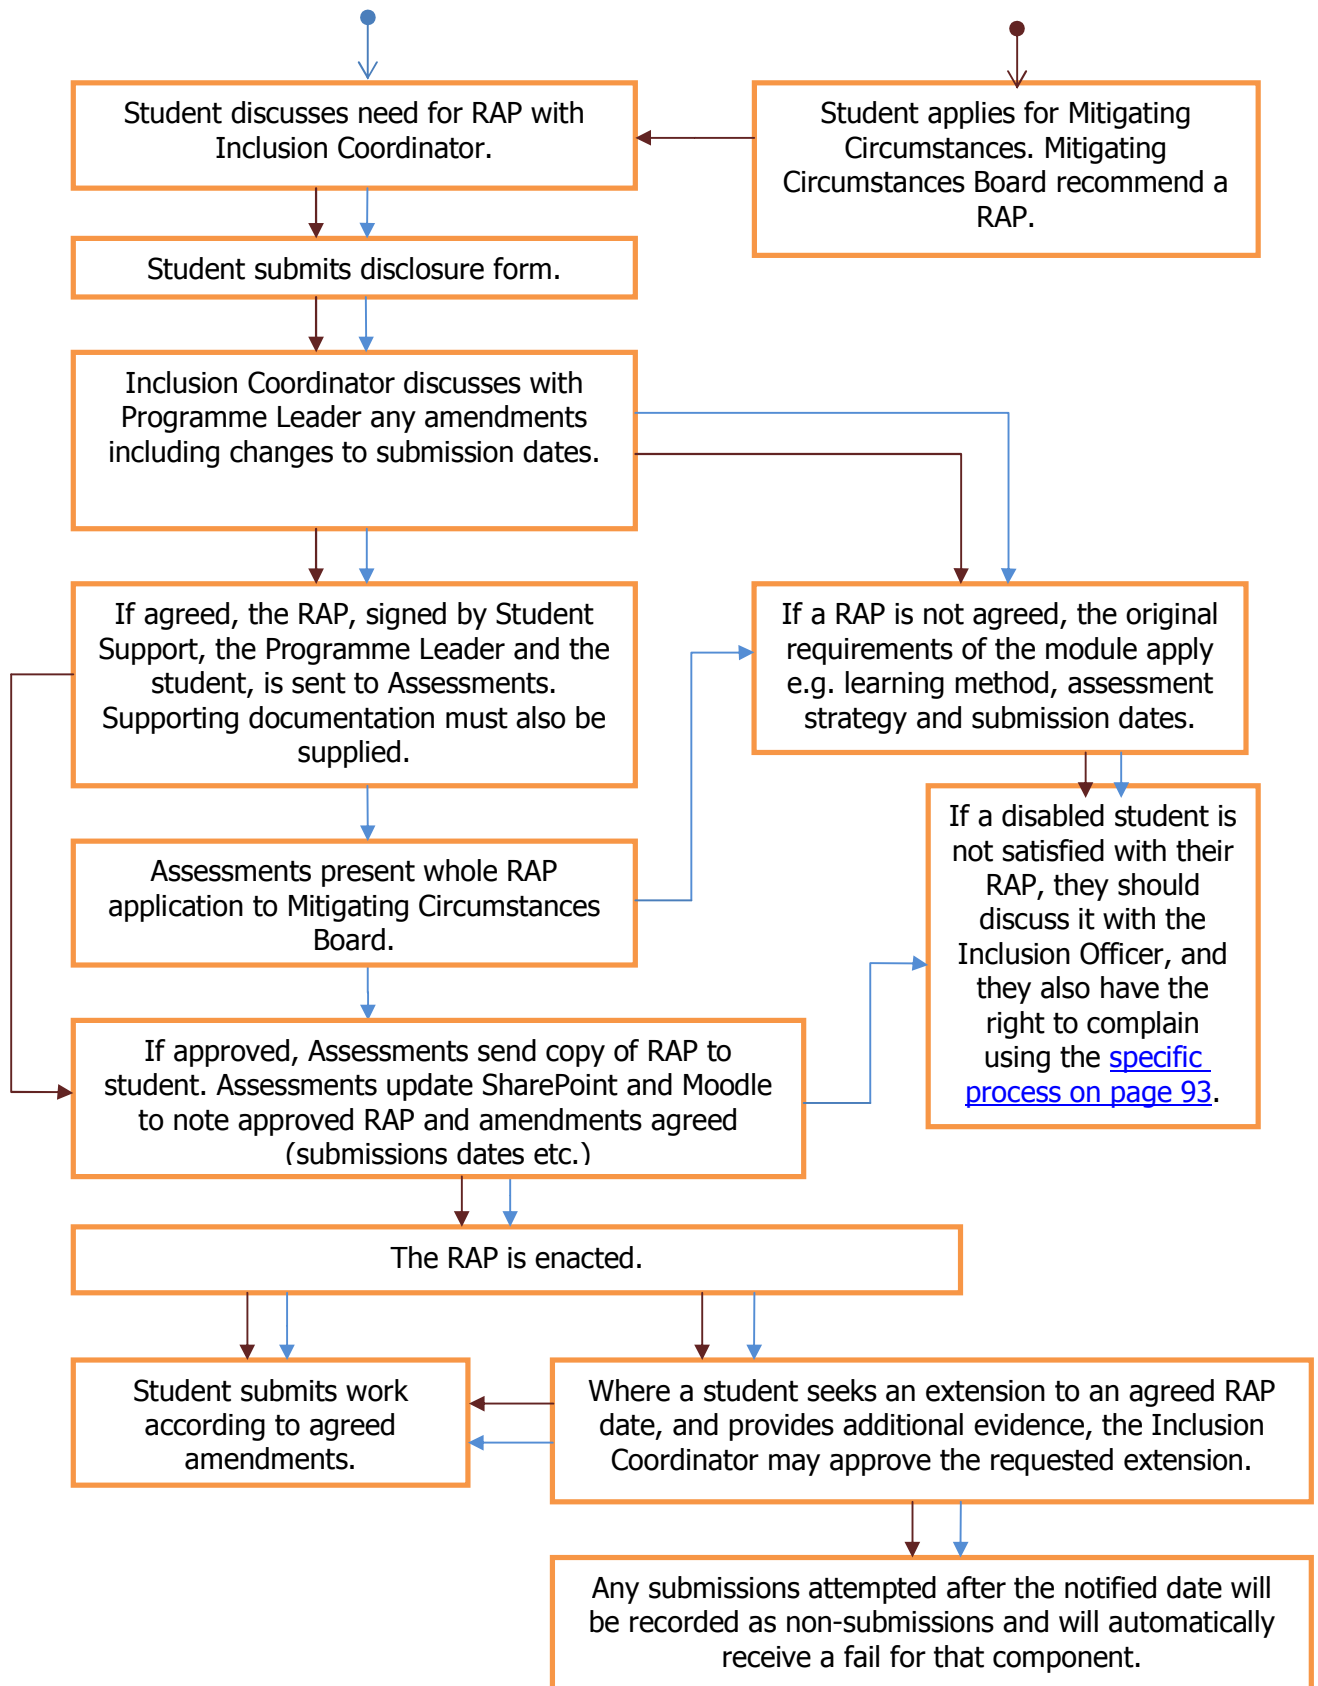 Student discusses need for RAP with
Inclusion Coordinator.
Student applies for Mitigating
Circumstances. Mitigating
Circumstances Board recommend a
RAP.
Student submits disclosure form.
Inclusion Coordinator discusses with
Programme Leader any amendments
including changes to submission dates.
If agreed, the RAP, signed by Student
Support, the Programme Leader and the
student, is sent to Assessments.
Supporting documentation must also be
supplied.
If a RAP is not agreed, the original
requirements of the module apply
e.g. learning method, assessment
strategy and submission dates.
Assessments present whole RAP
application to Mitigating Circumstances
Board.
If a disabled student is
not satisfied with their
RAP, they should
discuss it with the
Inclusion Officer, and
they also have the
right to complain
using the specific
process on page 93.
If approved, Assessments send copy of RAP to
student. Assessments update SharePoint and Moodle
to note approved RAP and amendments agreed
(submissions dates etc.)
The RAP is enacted.
Student submits work
according to agreed
amendments.
Where a student seeks an extension to an agreed RAP
date, and provides additional evidence, the Inclusion
Coordinator may approve the requested extension.
Any submissions attempted after the notified date will
be recorded as non-submissions and will automatically
receive a fail for that component.